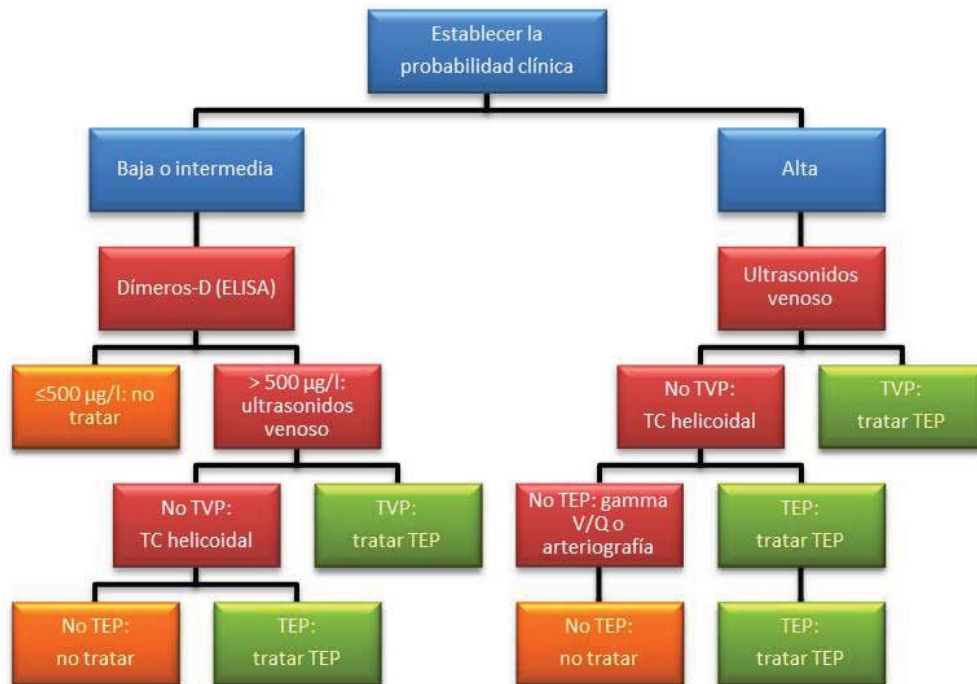 Establecer la
probabilidad clínica
Baja o intermedia
Alta
Dímeros-D (ELISA)
Ultrasonidos
venoso
≤500 µg/l: no
tratar
> 500 µg/l:
ultrasonidos
venoso
No TVP:
TC helicoidal
TVP:
tratar TEP
No TVP:
TC helicoidal
TVP:
tratar TEP
No TEP: gamma
V/Q o
arteriografía
TEP:
tratar TEP
No TEP:
no tratar
TEP:
tratar TEP
No TEP:
no tratar
TEP:
tratar TEP